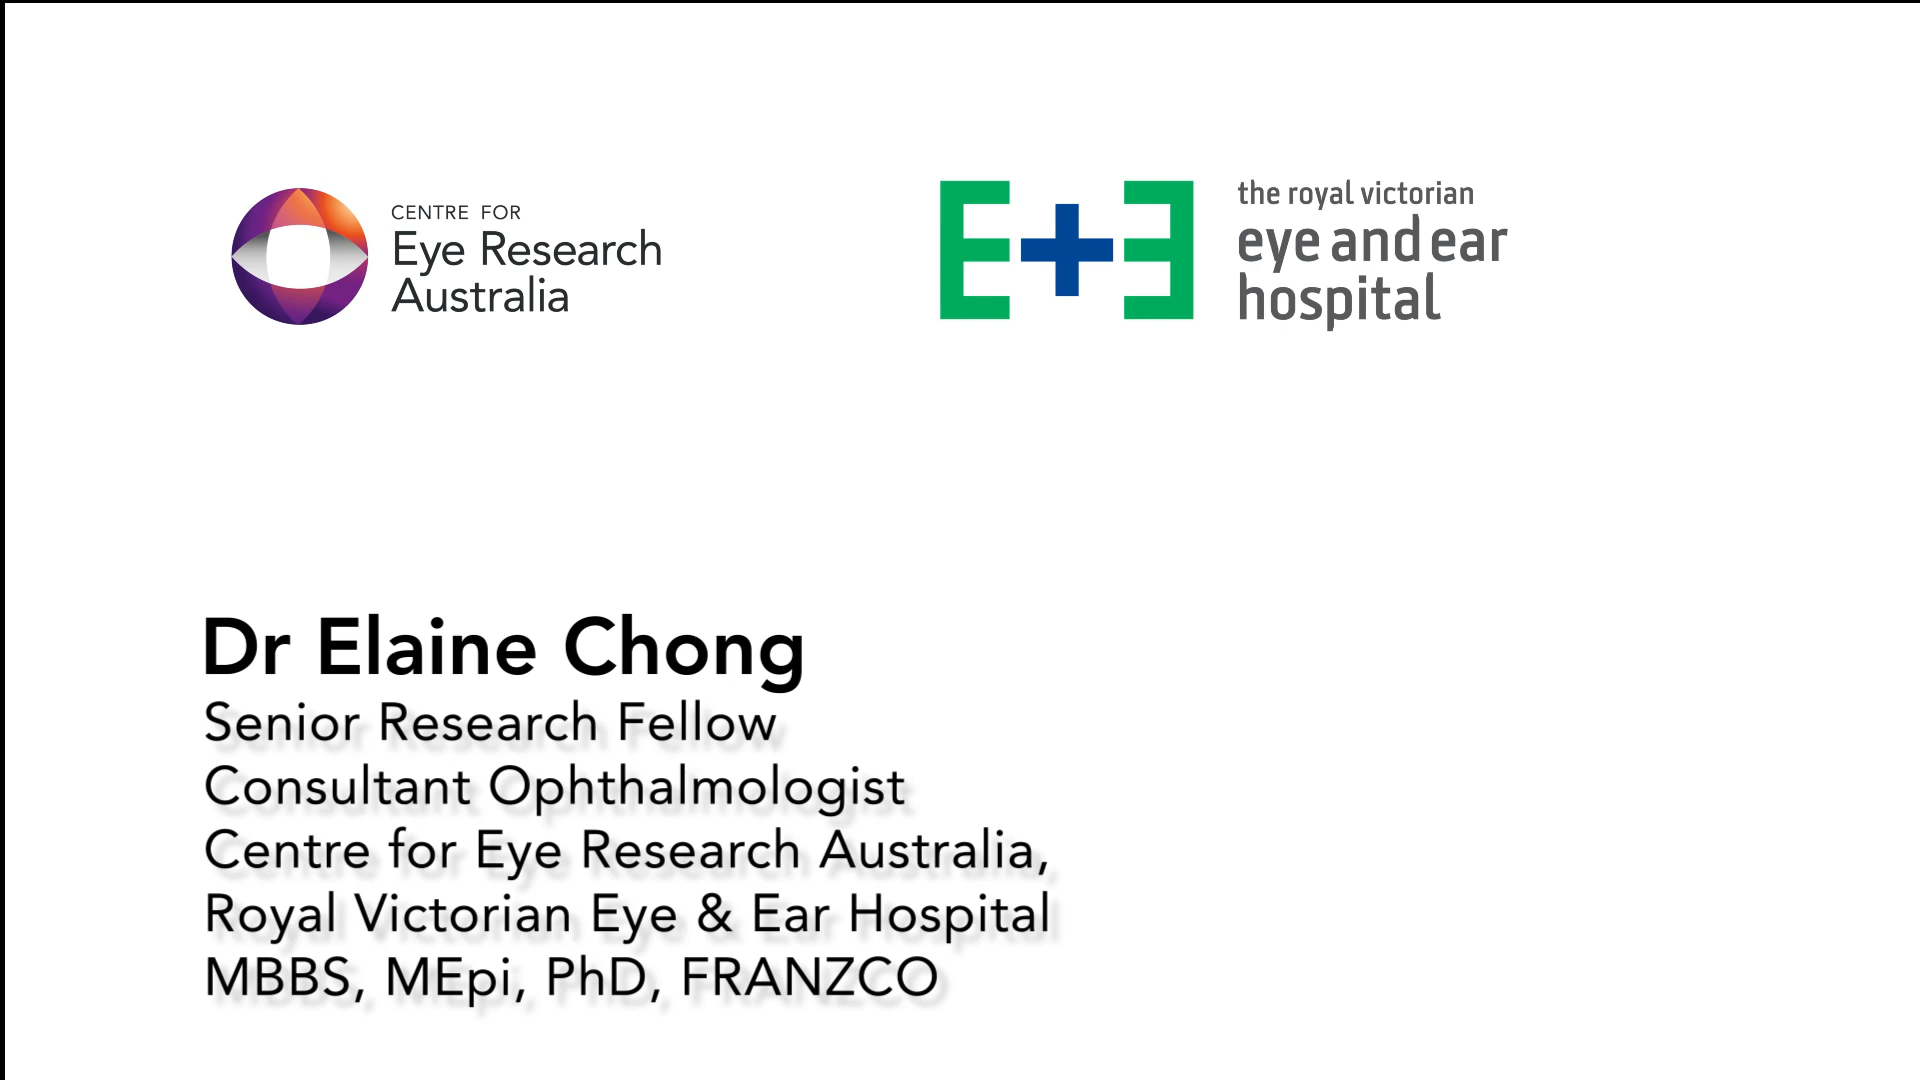 CENTRE FOR
Eye Research
Australia
the royal victorian
eye and ear
hospital
Dr Elaine Chong
Senior Research Fellow
Consultant Ophthalmologist
Centre for Eye Research Australia,
Royal Victorian Eye & Ear Hospital
MBBS, MEpi, PhD, FRANZCO